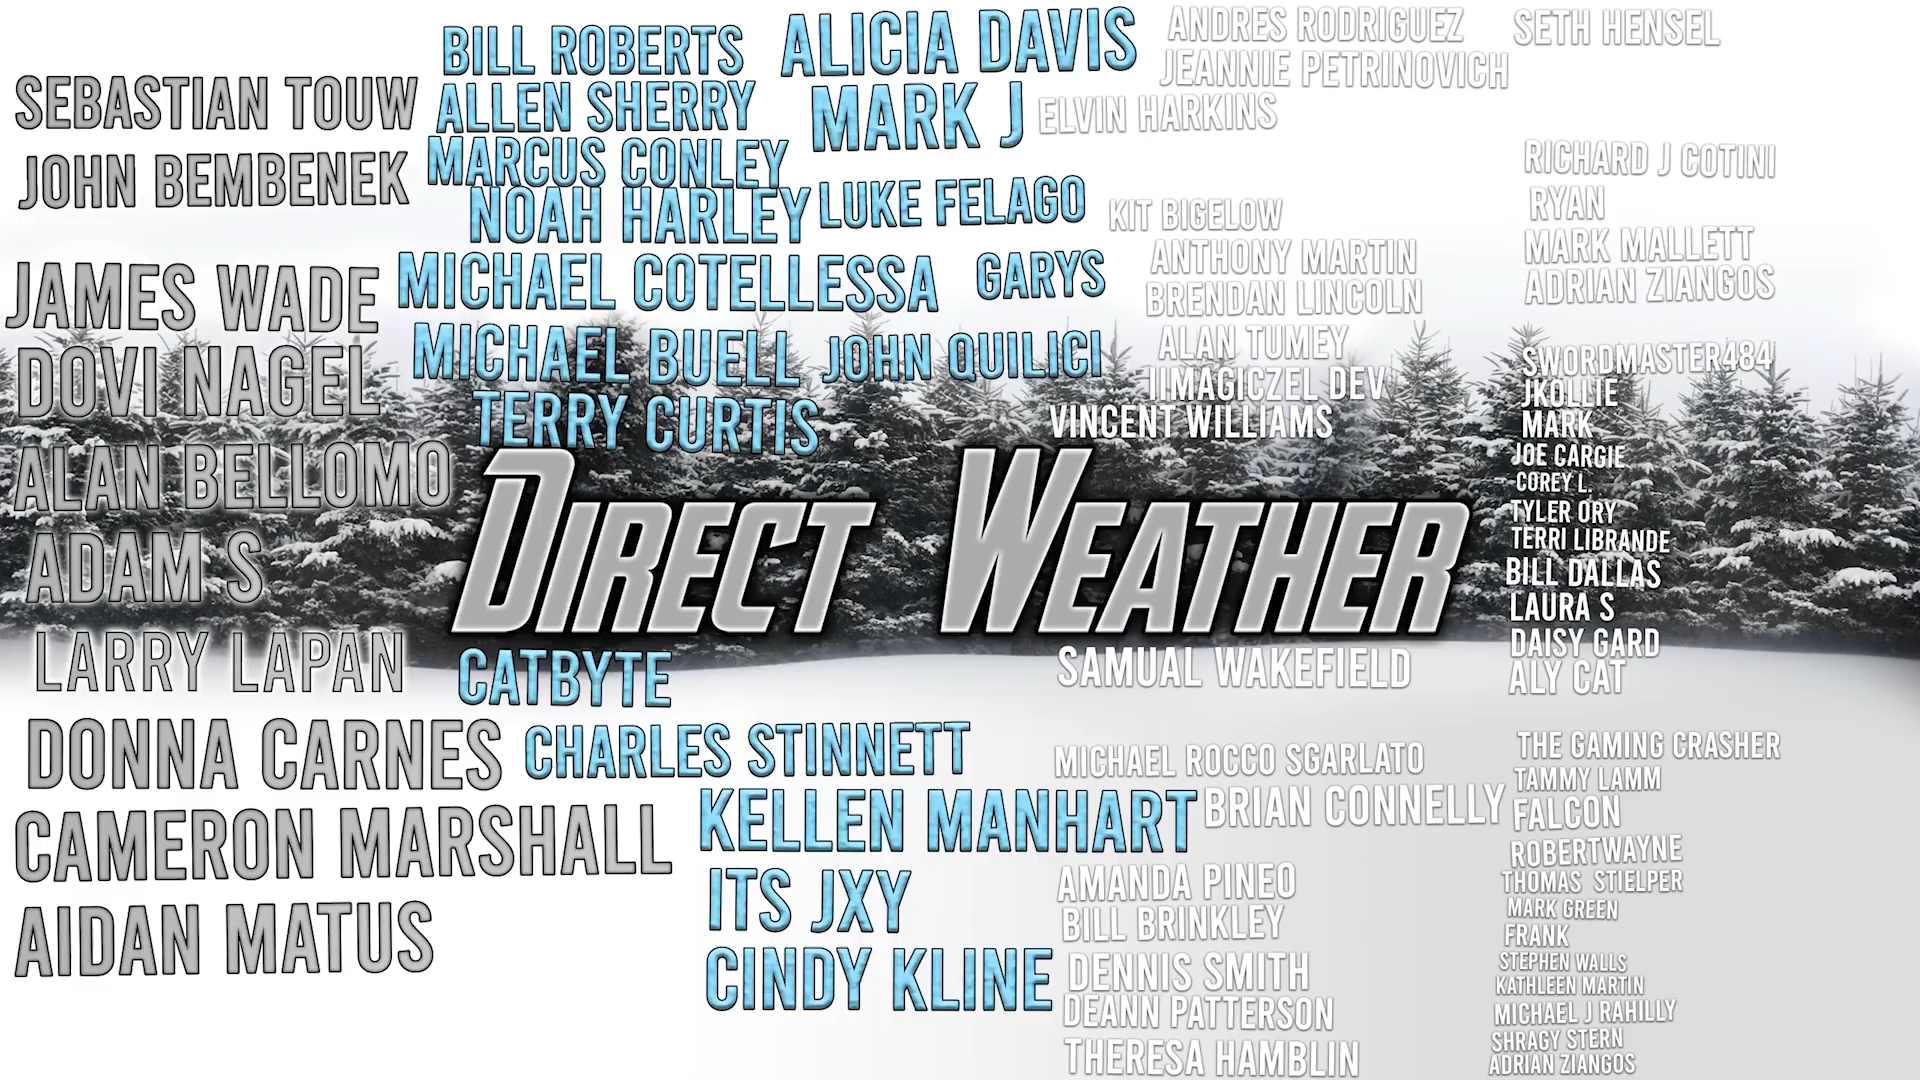 SEBASTIAN TOUW
JOHN BEMBENEK
JAMES WADE
DOVI NAGEL
ALAN BELLOMO
ADAM S
LARRY LAPAN
DONNA CARNES
CAMERON MARSHALL
AIDAN MATUS
BILL ROBERTS
ALLEN SHERRY
MARCUS CONLEY
NOAH HARLEY
MICHAEL COTELLESSA
MICHAEL BUELL
TERRY CURTIS
ALICIA DAVIS
MARK J
LUKE FELAGO
GARYS
JOHN QUILICI
DIRECT WEATHER
CATBYTE
CHARLES STINNETT
KELLEN MANHART
ITS JXY
CINDY KLINE
ANDRES RODRIGUEZ
JEANNIE PETRINOVICH
ELVIN HARKINS
KIT BIGELOW
ANTHONY MARTIN
BRENDAN LINCOLN
ALAN TUMEY
IIMAGICZEL DEV
VINCENT WILLIAMS
SAMUAL WAKEFIELD
MICHAEL ROCCO SGARLATO
BRIAN CONNELLY
AMANDA PINEO
BILL BRINKLEY
DENNIS SMITH
DEANN PATTERSON
THERESA HAMBLIN
SETH HENSEL
RICHARD J COTINI
RYAN
MARK MALLETT
ADRIAN ZIANGOS
SWORDMASTER484
JKOLLIE
MARK
JOE CARGIE
COREY L.
TYLER ORY
TERRI LIBRANDE
BILL DALLAS
LAURA S
DAISY GARD
ALY CAT
THE GAMING CRASHER
TAMMY LAMM
FALCON
ROBERTWAYNE
THOMAS STIELPER
MARK GREEN
FRANK
STEPHEN WALLS
KATHLEEN MARTIN
MICHAEL J RAHILLY
SHRAGY STERN
ADRIAN ZIANGOS